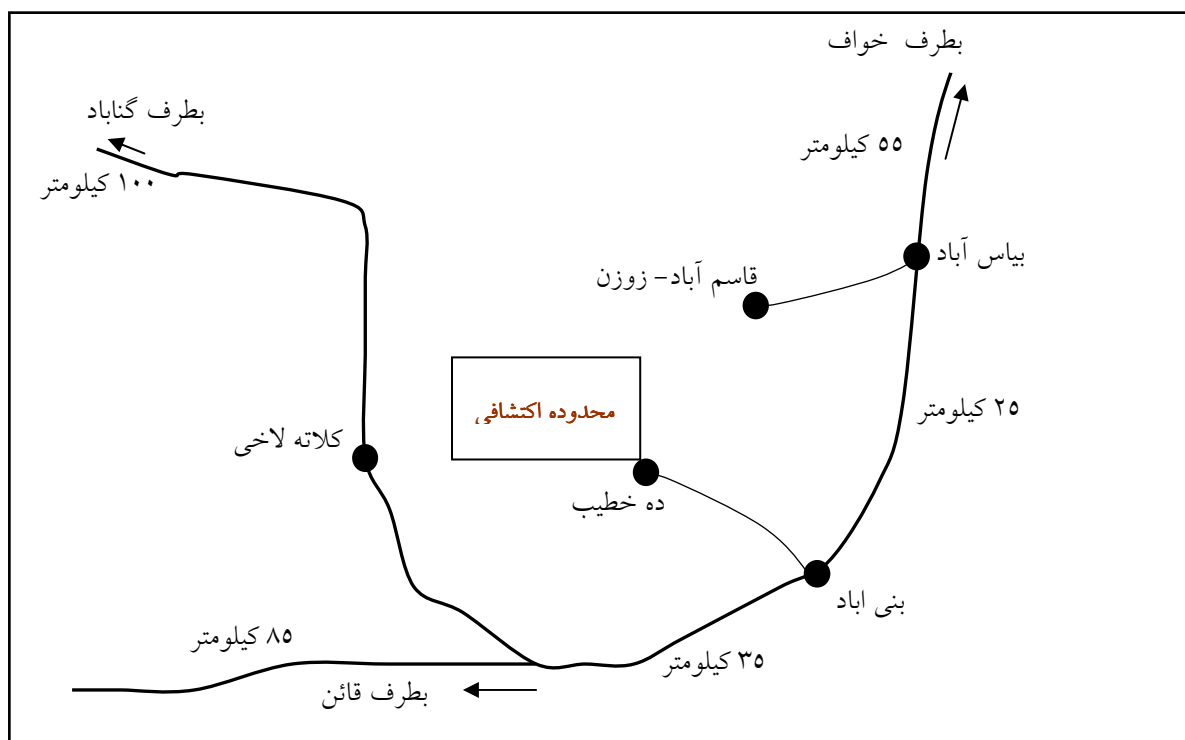 بطرف خواف
بطرف گناباد
۵۵ کیلومتر
۱۰۰ کیلومتر
بیاس آباد
قاسم آباد- زوزن
محدوده اکتشافی
۲۵ کیلومتر
کلاته لاخی
ده خطیب
بنی اباد
۸۵ کیلومتر
۳۵ کیلومتر
بطرف قائن